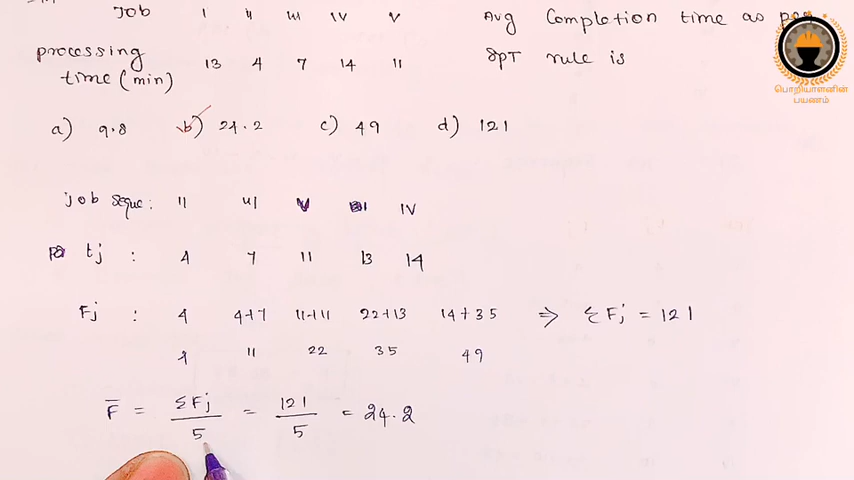 Job I II III IV V
processing time (min) 13 4 7 14 11
Avg Completion time as per
SPT rule is
a) 9.8 b) 24.2 c) 49 d) 121
job seque: II III V I IV
tj : 4 7 11 13 14
Fj : 4 4+7 11+11 22+13 14+35 ⇒ ΣFj = 121
4 11 22 35 49
F̄ = ΣFj / 5 = 121 / 5 = 24.2
பொறியாளனின்
பயணம்